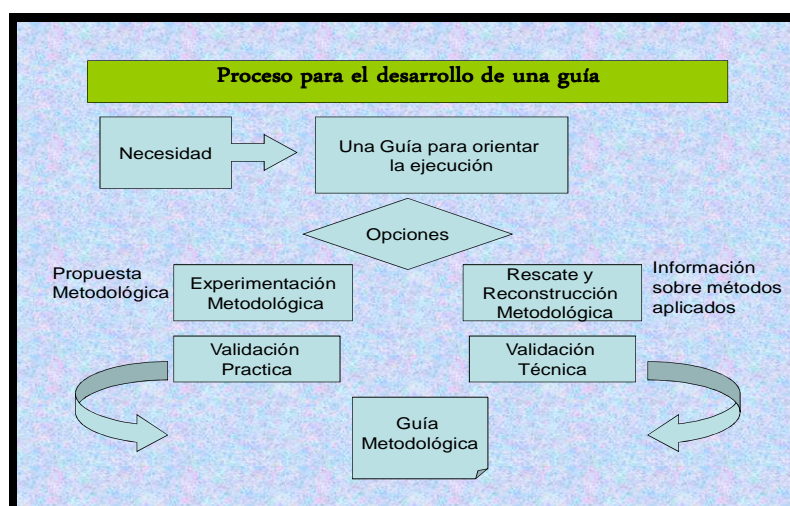 Proceso para el desarrollo de una guía
Necesidad
Una Guía para orientar
la ejecución
Opciones
Propuesta
Metodológica
Experimentación
Metodológica
Rescate y
Reconstrucción
Metodológica
Información
sobre métodos
aplicados
Validación
Practica
Validación
Técnica
Guía
Metodológica